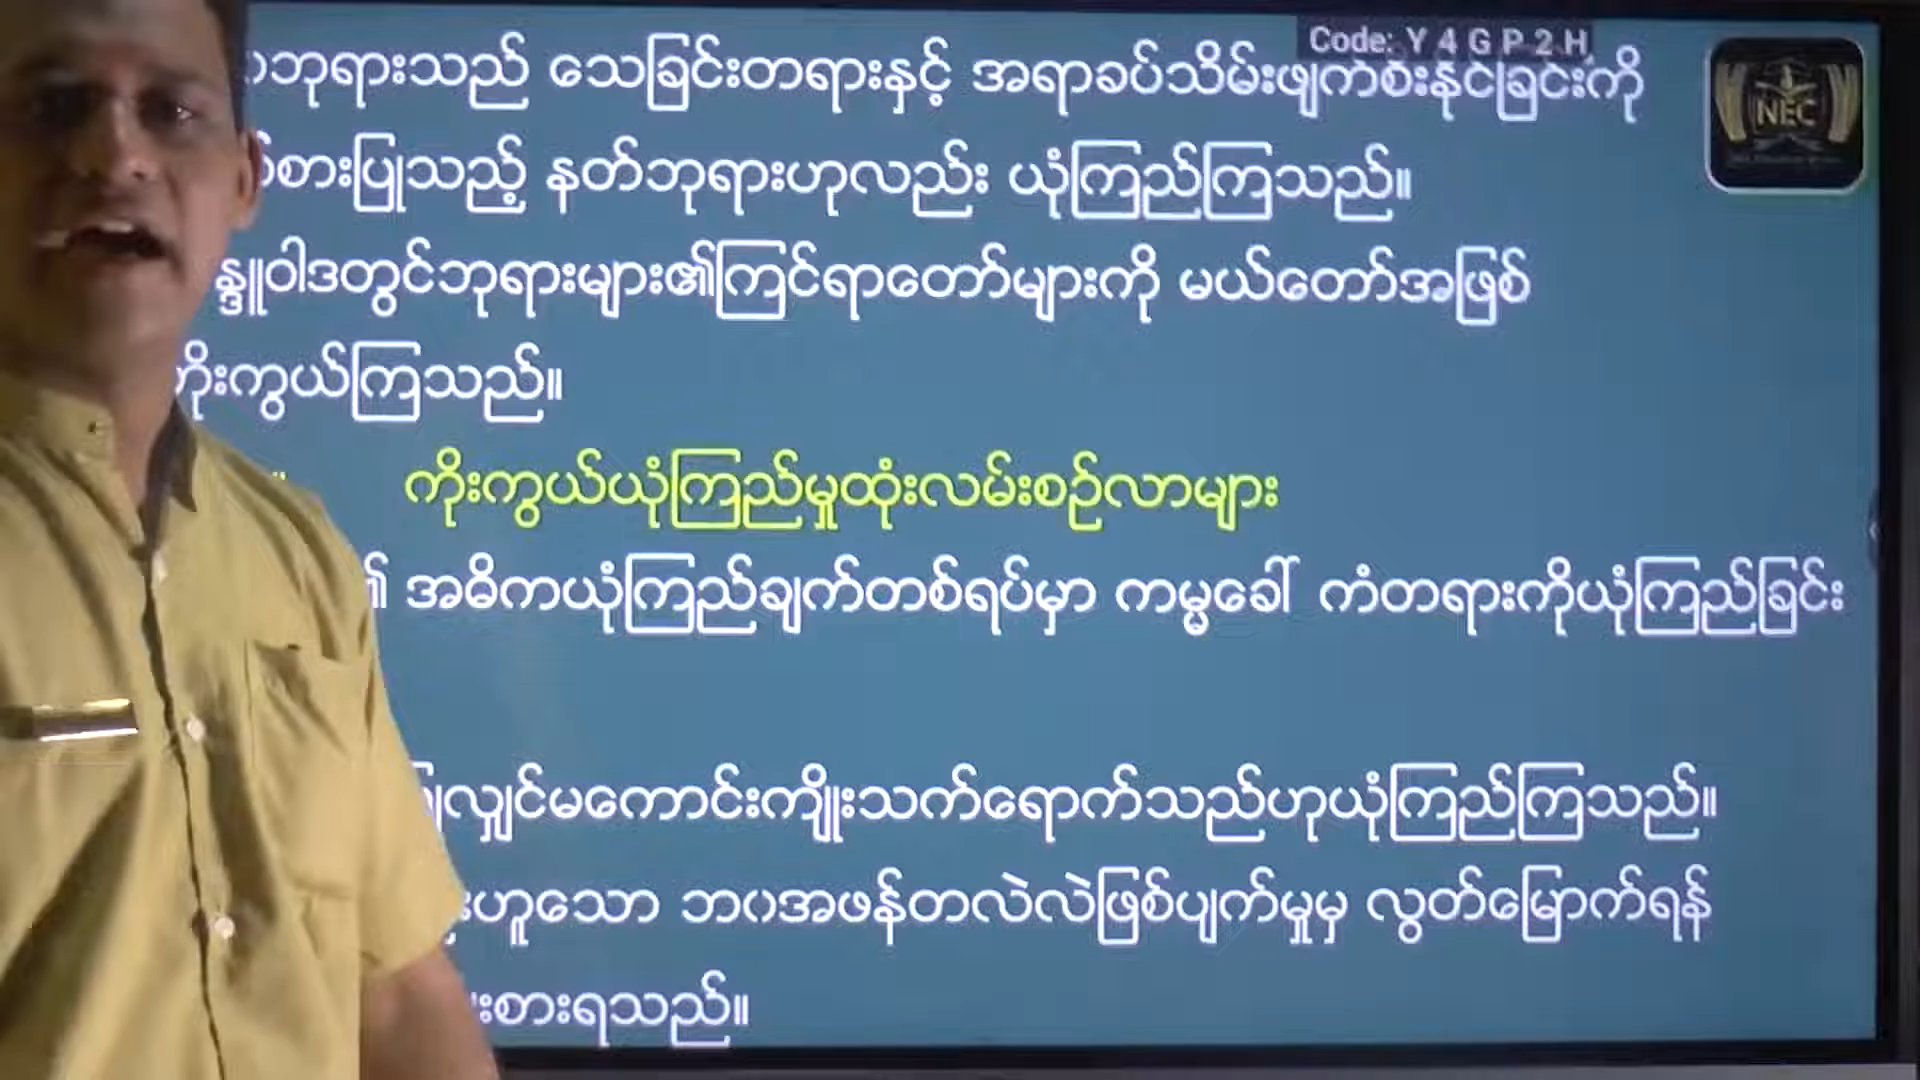 Code: Y 4 G P 2 H
NEC
ဘုရားသည် သေခြင်းတရားနှင့် အရာခပ်သိမ်းဖျက်စီးနိုင်ခြင်းကို
စားပြုသည့် နတ်ဘုရားဟုလည်း ယုံကြည်ကြသည်။
န္ဒူဝါဒတွင်ဘုရားများ၏ကြင်ရာတော်များကို မယ်တော်အဖြစ်
ကိုးကွယ်ကြသည်။
ကိုးကွယ်ယုံကြည်မှုထုံးလမ်းစဉ်လာများ
၏ အဓိကယုံကြည်ချက်တစ်ရပ်မှာ ကမ္မခေါ် ကံတရားကိုယုံကြည်ခြင်း
လျှင်မကောင်းကျိုးသက်ရောက်သည်ဟုယုံကြည်ကြသည်။
ဟူသော ဘဝအဖန်တလဲလဲဖြစ်ပျက်မှုမှ လွတ်မြောက်ရန်
စားရသည်။